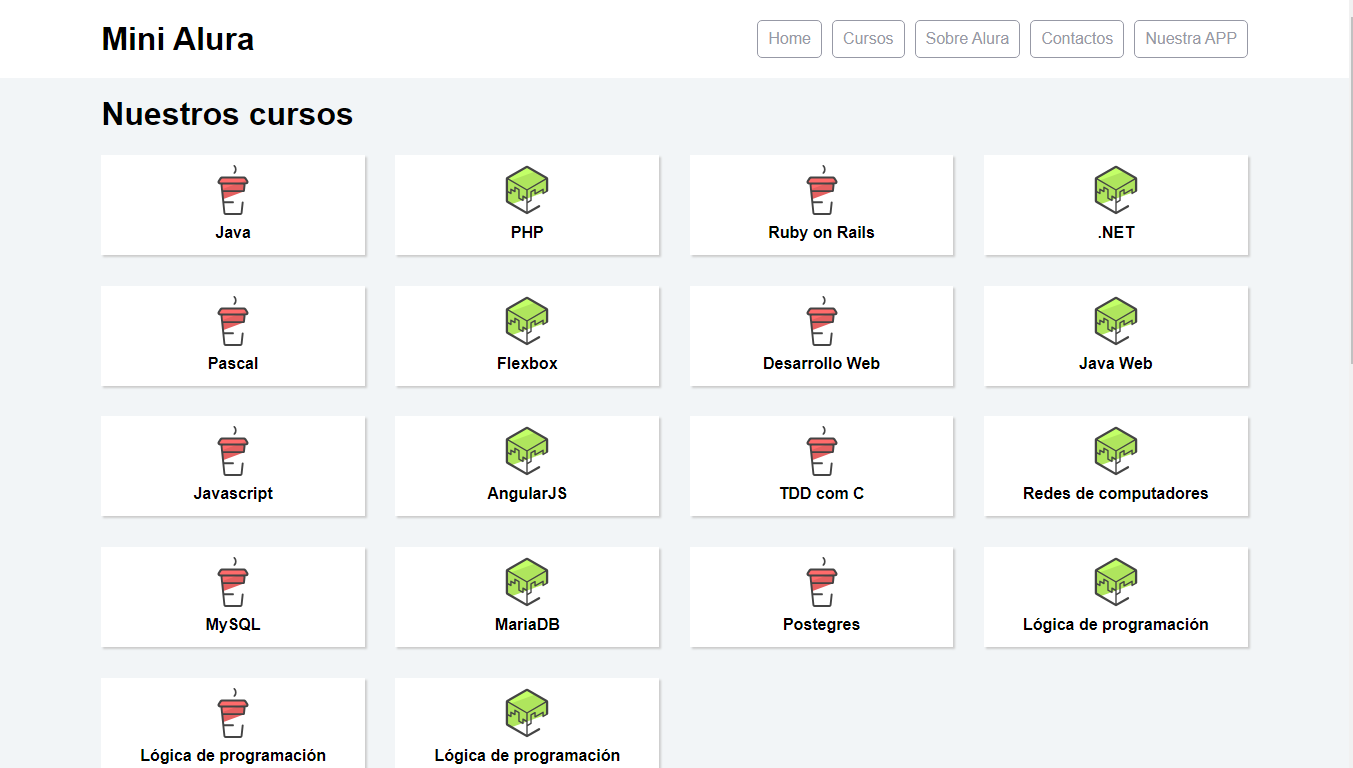 Mini Alura
Home Cursos Sobre Alura Contactos Nuestra APP
Nuestros cursos
Java PHP Ruby on Rails .NET
Pascal Flexbox Desarrollo Web Java Web
Javascript AngularJS TDD com C Redes de computadores
MySQL MariaDB Postegres Lógica de programación
Lógica de programación Lógica de programación